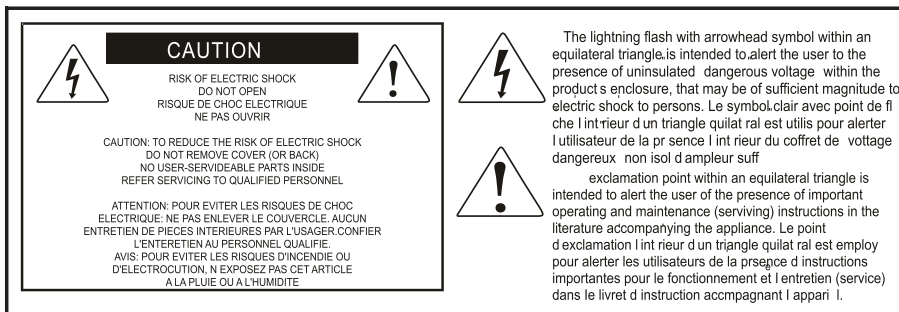 CAUTION
RISK OF ELECTRIC SHOCK
DO NOT OPEN
RISQUE DE CHOC ELECTRIQUE
NE PAS OUVRIR
CAUTION: TO REDUCE THE RISK OF ELECTRIC SHOCK
DO NOT REMOVE COVER (OR BACK)
NO USER-SERVIDEABLE PARTS INSIDE
REFER SERVICING TO QUALIFIED PERSONNEL
ATTENTION: POUR EVITER LES RISQUES DE CHOC
ELECTRIQUE: NE PAS ENLEVER LE COUVERCLE. AUCUN
ENTRETIEN DE PIECES INTERIEURES PAR L'USAGER.CONFIER
L'ENTERETIEN AU PERSONNEL QUALIFIE.
AVIS: POUR EVITER LES RISQUES D'INCENDIE OU
D'ELECTROCUTION, N EXPOSEZ PAS CET ARTICLE
A LA PLUIE OU A L'HUMIDITE
The lightning flash with arrowhead symbol within an
equilateral triangle,is intended to alert the user to the
presence of uninsulated dangerous voltage within the
product s enclosure, that may be of sufficient magnitude to
electric shock to persons. Le symbol clair avec point de fl
che l int rieur d un triangle quilat ral est utilis pour alerter
l utilisateur de la pr sence l int rieur du coffret de vottage
dangereux non isol d ampleur suff
exclamation point within an equilateral triangle is
intended to alert the user of the presence of important
operating and maintenance (serviving) instructions in the
literature accompanying the appliance. Le point
d exclamation l int rieur d un triangle quilat ral est employ
pour alerter les utilisateurs de la prsence d instructions
importantes pour le fonctionnement et l entretien (service)
dans le livret d instruction accmpagnant l appari l.